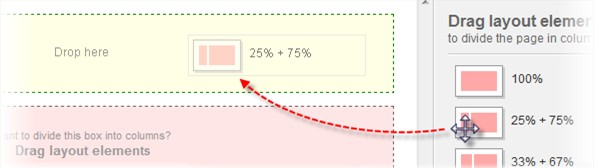 Drop here
25% + 75%
ant to divide this box into columns?
Drag layout elements
Drag layout elemen
to divide the page in colum
100%
25% + 75%
33% + 67%